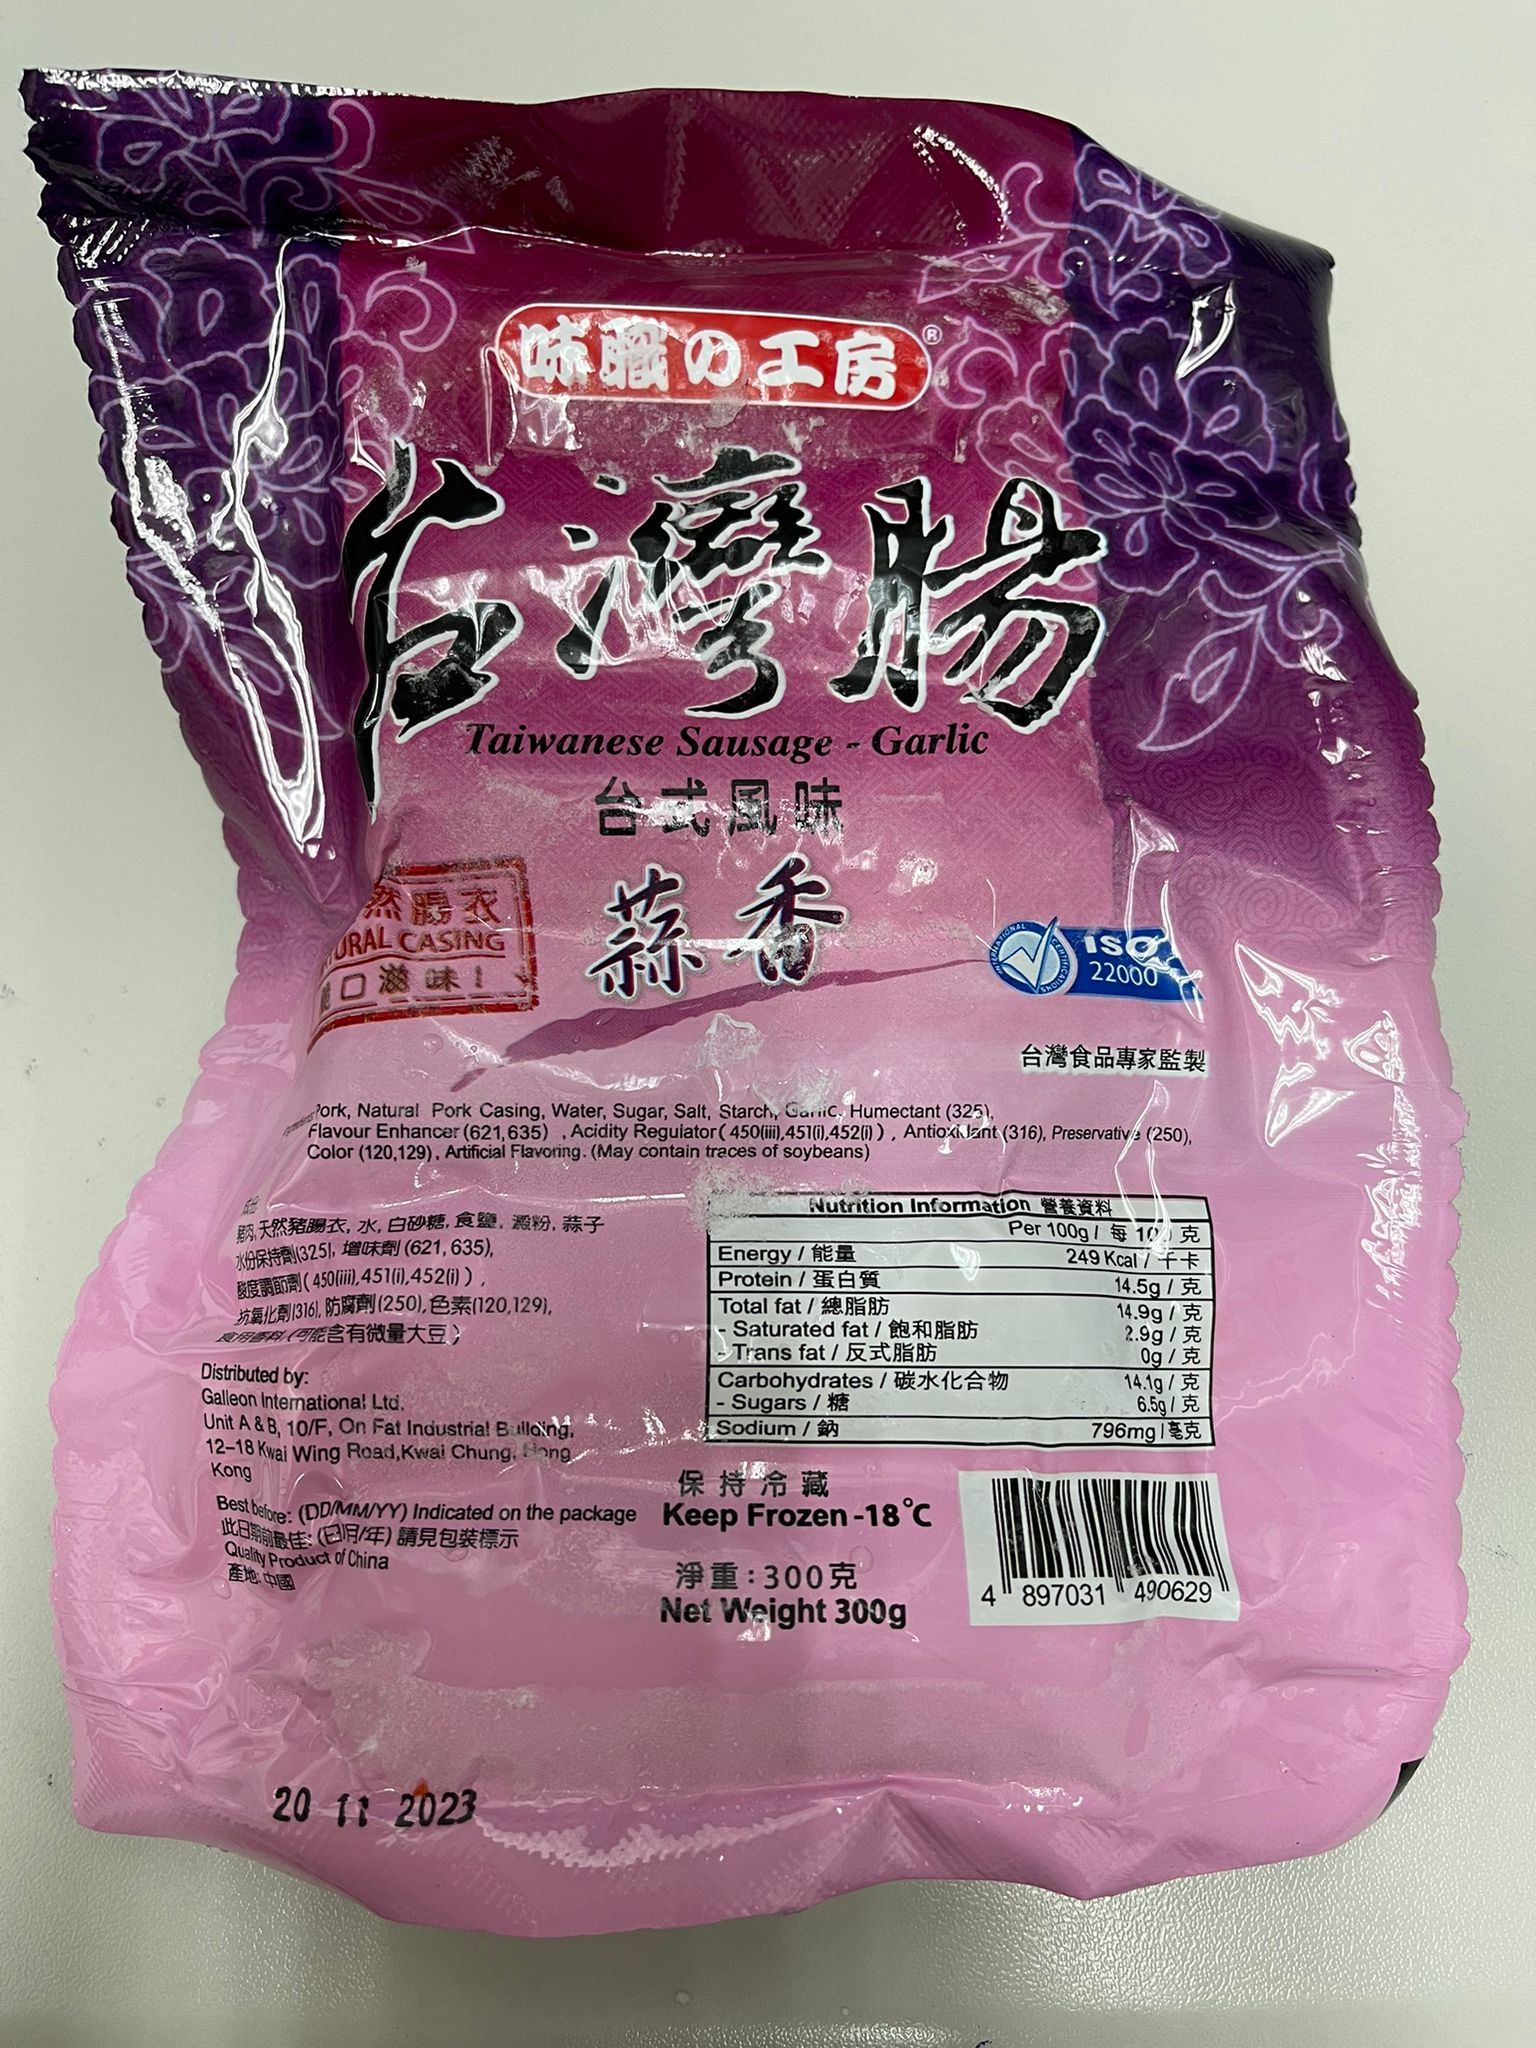 味職の工房®
台灣腸
Taiwanese Sausage - Garlic
台式風味
蒜香
然腸衣
URAL CASING
口滋味!
INTERNATIONAL CERTIFICATIONS
ISO
22000
台灣食品專家監製
Pork, Natural Pork Casing, Water, Sugar, Salt, Starch, Garlic, Humectant (325),
Flavour Enhancer (621,635) , Acidity Regulator ( 450(iii),451(i),452(i) ) , Antioxidant (316), Preservative (250),
Color (120,129) , Artificial Flavoring. (May contain traces of soybeans)
成份:
豬肉, 天然豬腸衣, 水, 白砂糖, 食鹽, 澱粉, 蒜子
水份保持劑(325), 增味劑 (621, 635),
酸度調節劑 ( 450(iii),451(i),452(i) ) ,
抗氧化劑(316), 防腐劑(250), 色素(120,129),
食用香料, (可能含有微量大豆)
Nutrition Information 營養資料
Per 100g / 每 100 克
Energy / 能量 249 Kcal / 千卡
Protein / 蛋白質 14.5g / 克
Total fat / 總脂肪 14.9g / 克
- Saturated fat / 飽和脂肪 2.9g / 克
- Trans fat / 反式脂肪 0g / 克
Carbohydrates / 碳水化合物 14.1g / 克
- Sugars / 糖 6.5g / 克
Sodium / 鈉 796mg / 毫克
Distributed by:
Galleon International Ltd.
Unit A & B, 10/F, On Fat Industrial Building,
12–18 Kwai Wing Road,Kwai Chung, Hong
Kong
Best before: (DD/MM/YY) Indicated on the package
此日期前最佳: (日/月/年) 請見包裝標示
Quality Product of China
產地: 中國
保持冷藏
Keep Frozen -18°C
淨重 : 300克
Net Weight 300g
4 897031 490629
20 11 2023